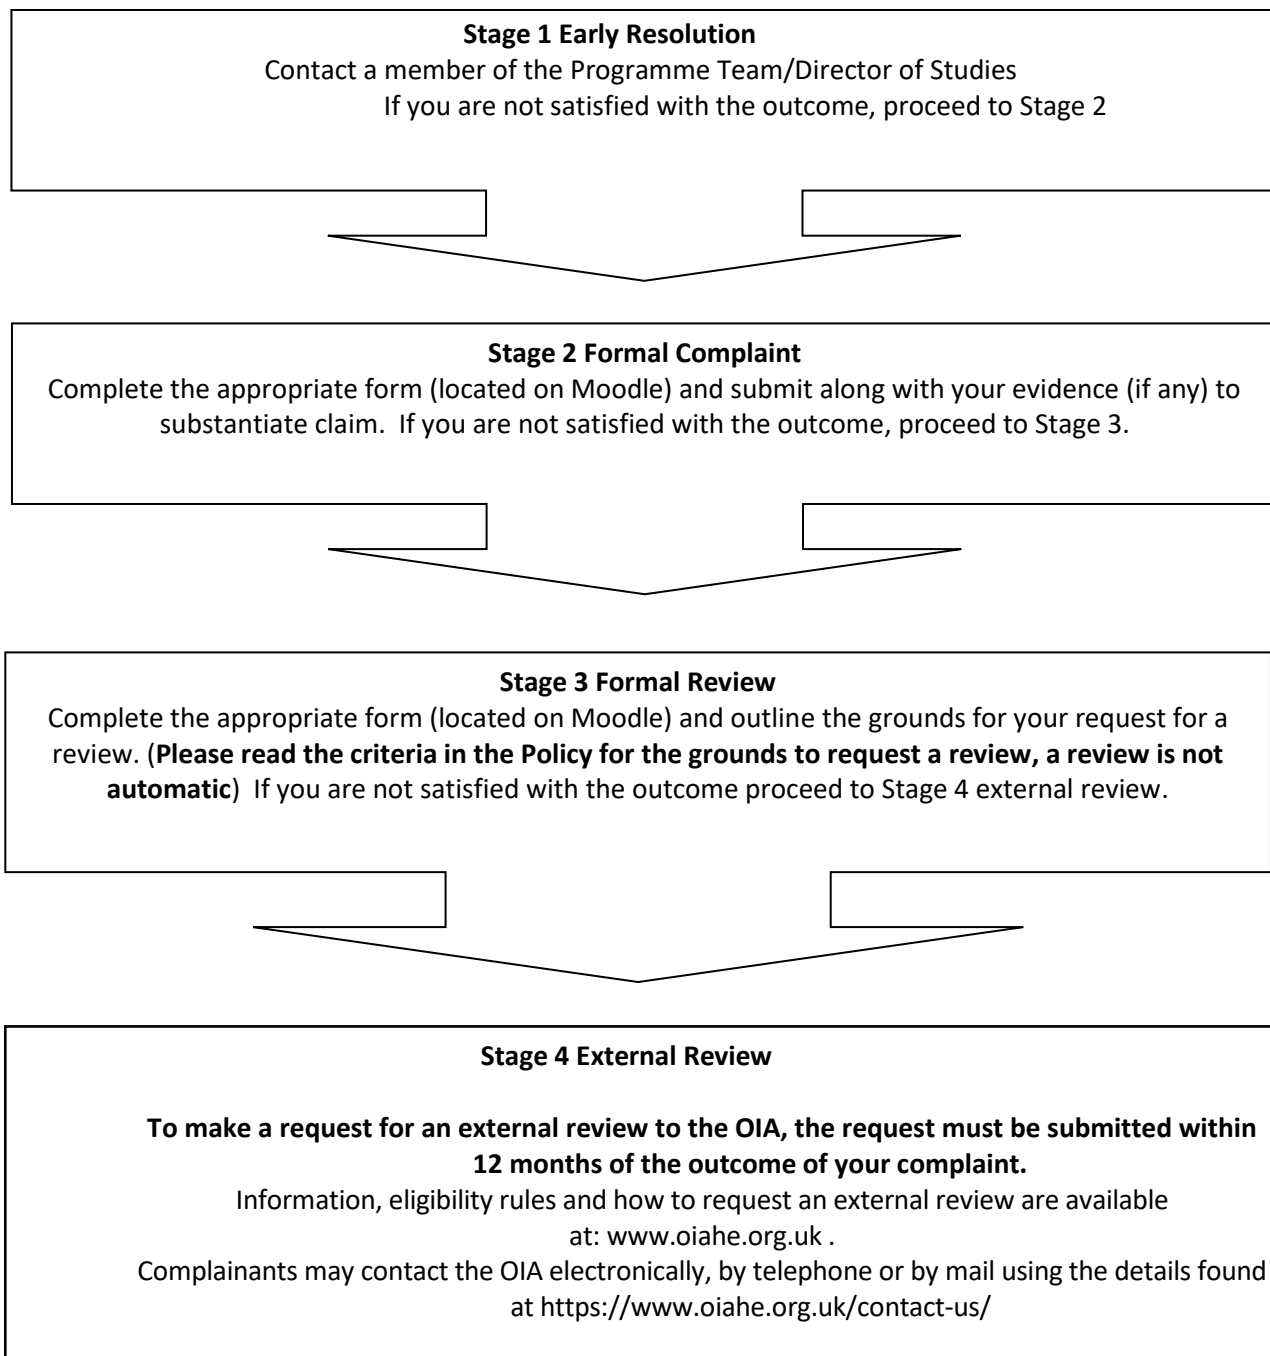 Stage 1 Early Resolution
Contact a member of the Programme Team/Director of Studies
If you are not satisfied with the outcome, proceed to Stage 2
Stage 2 Formal Complaint
Complete the appropriate form (located on Moodle) and submit along with your evidence (if any) to
substantiate claim.  If you are not satisfied with the outcome, proceed to Stage 3.
Stage 3 Formal Review
Complete the appropriate form (located on Moodle) and outline the grounds for your request for a
review. (Please read the criteria in the Policy for the grounds to request a review, a review is not
automatic)  If you are not satisfied with the outcome proceed to Stage 4 external review.
Stage 4 External Review
To make a request for an external review to the OIA, the request must be submitted within
12 months of the outcome of your complaint.
Information, eligibility rules and how to request an external review are available
at: www.oiahe.org.uk .
Complainants may contact the OIA electronically, by telephone or by mail using the details found
at https://www.oiahe.org.uk/contact-us/